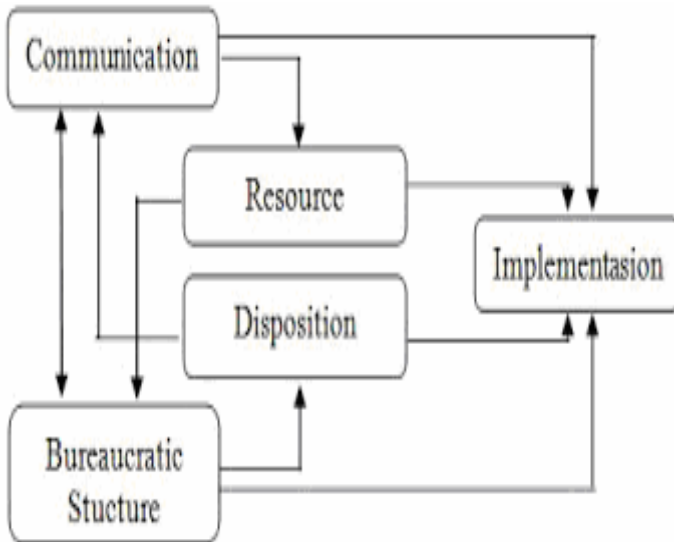 Communication
Resource
Implementasion
Disposition
Bureaucratic
Stucture